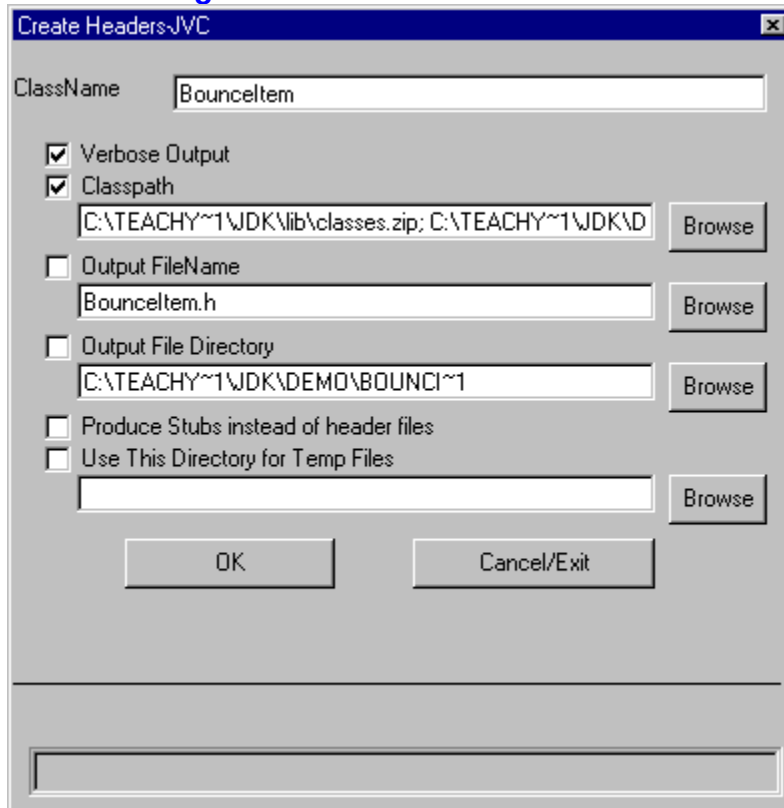 Create Headers-JVC
ClassName BounceItem
Verbose Output
Classpath
C:\TEACHY~1\JDK\lib\classes.zip; C:\TEACHY~1\JDK\D Browse
Output FileName
BounceItem.h Browse
Output File Directory
C:\TEACHY~1\JDK\DEMO\BOUNCI~1 Browse
Produce Stubs instead of header files
Use This Directory for Temp Files
Browse
OK Cancel/Exit